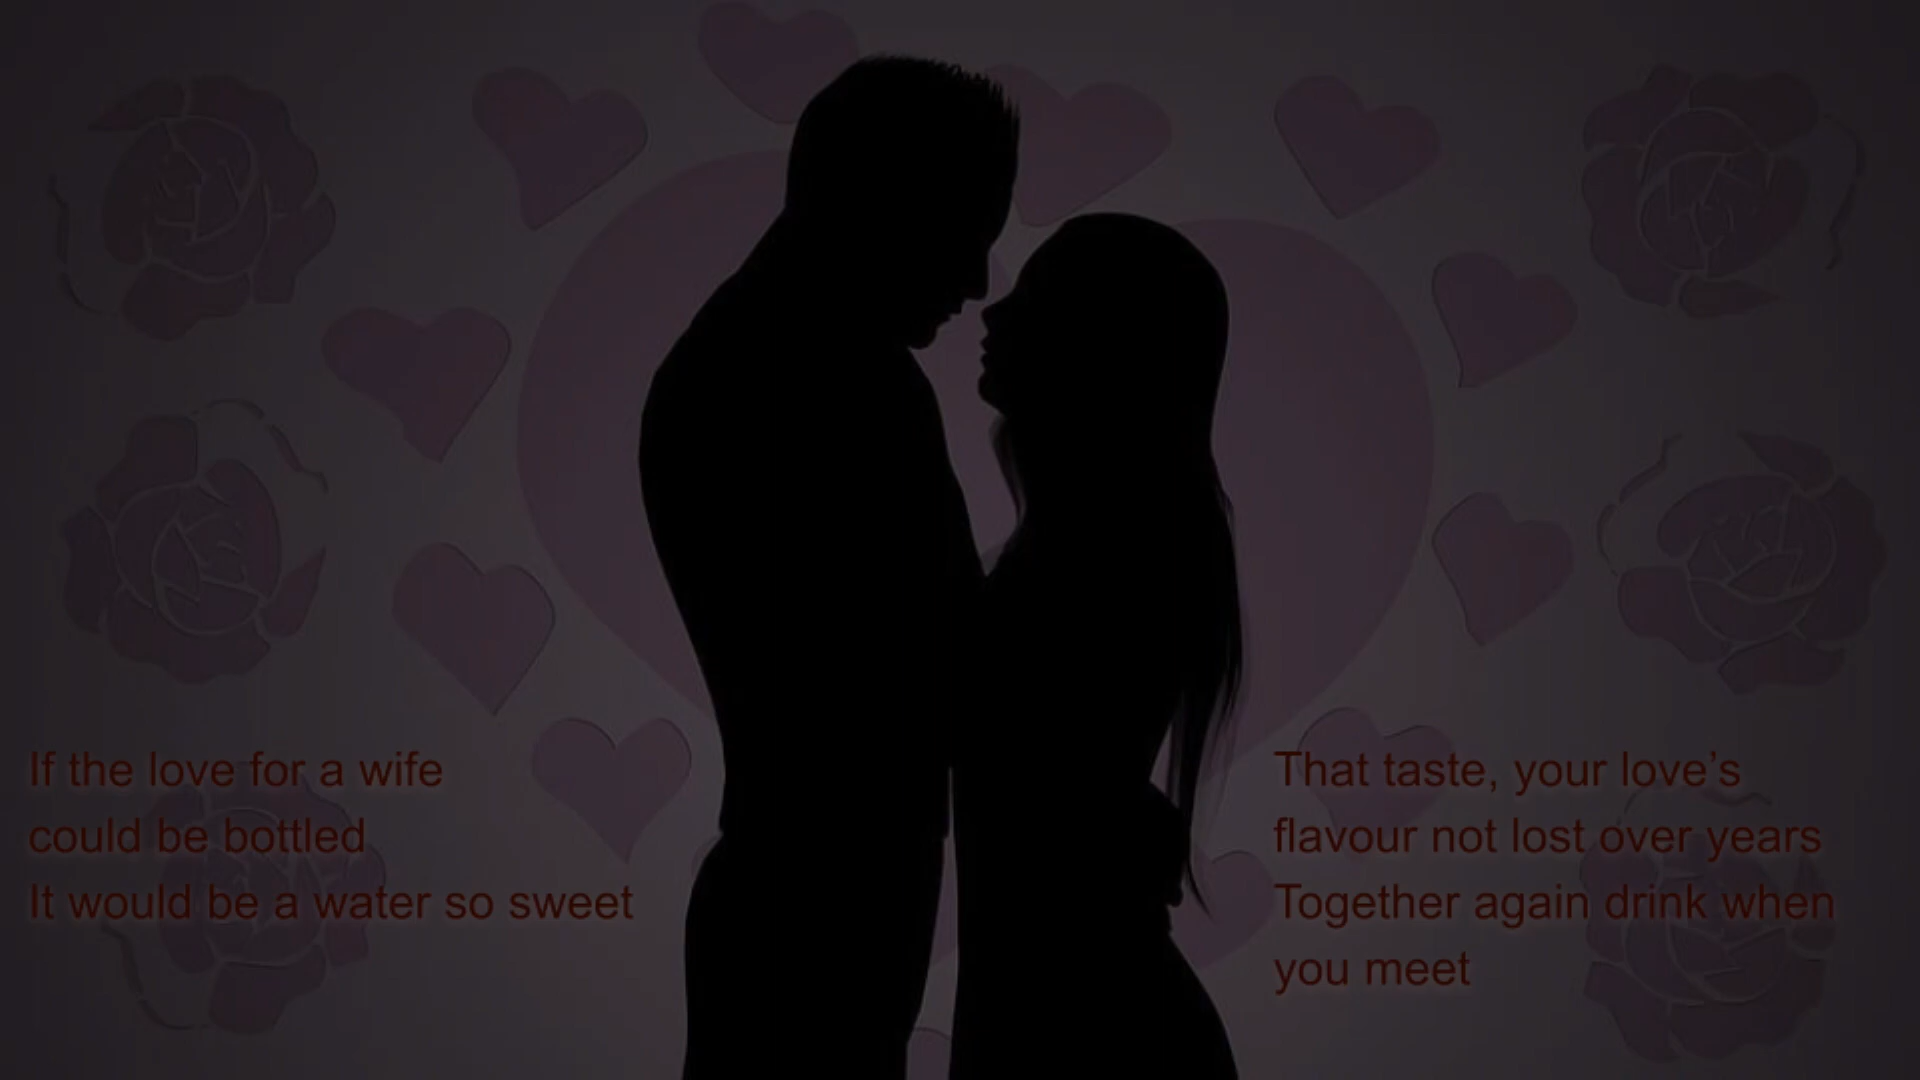 If the love for a wife
could be bottled
It would be a water so sweet
That taste, your love’s
flavour not lost over years
Together again drink when
you meet